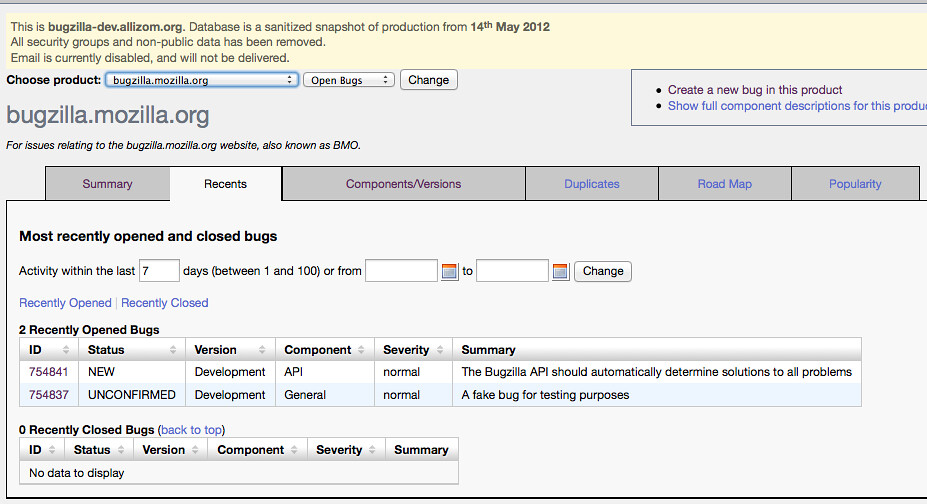 This is bugzilla-dev.allizom.org. Database is a sanitized snapshot of production from 14th May 2012
All security groups and non-public data has been removed.
Email is currently disabled, and will not be delivered.
Choose product: bugzilla.mozilla.org Open Bugs Change
Create a new bug in this product
Show full component descriptions for this produc
bugzilla.mozilla.org
For issues relating to the bugzilla.mozilla.org website, also known as BMO.
Summary Recents Components/Versions Duplicates Road Map Popularity
Most recently opened and closed bugs
Activity within the last 7 days (between 1 and 100) or from to Change
Recently Opened | Recently Closed
2 Recently Opened Bugs
ID Status Version Component Severity Summary
754841 NEW Development API normal The Bugzilla API should automatically determine solutions to all problems
754837 UNCONFIRMED Development General normal A fake bug for testing purposes
0 Recently Closed Bugs (back to top)
ID Status Version Component Severity Summary
No data to display